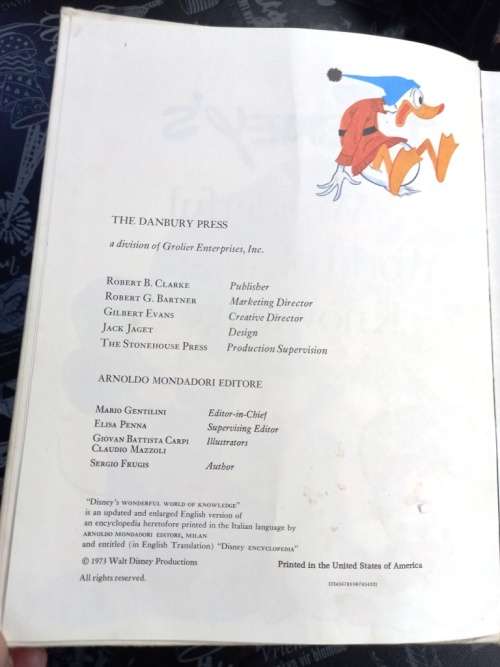 THE DANBURY PRESS
a division of Grolier Enterprises, Inc.
ROBERT B. CLARKE Publisher
ROBERT G. BARTNER Marketing Director
GILBERT EVANS Creative Director
JACK JAGET Design
THE STONEHOUSE PRESS Production Supervision
ARNOLDO MONDADORI EDITORE
MARIO GENTILINI Editor-in-Chief
ELISA PENNA Supervising Editor
GIOVAN BATTISTA CARPI Illustrators
CLAUDIO MAZZOLI
SERGIO FRUGIS Author
"Disney's WONDERFUL WORLD OF KNOWLEDGE"
is an updated and enlarged English version of
an encyclopedia heretofore printed in the Italian language by
ARNOLDO MONDADORI EDITORE, MILAN
and entitled (in English Translation) "Disney ENCYCLOPEDIA"
© 1973 Walt Disney Productions Printed in the United States of America
All rights reserved.